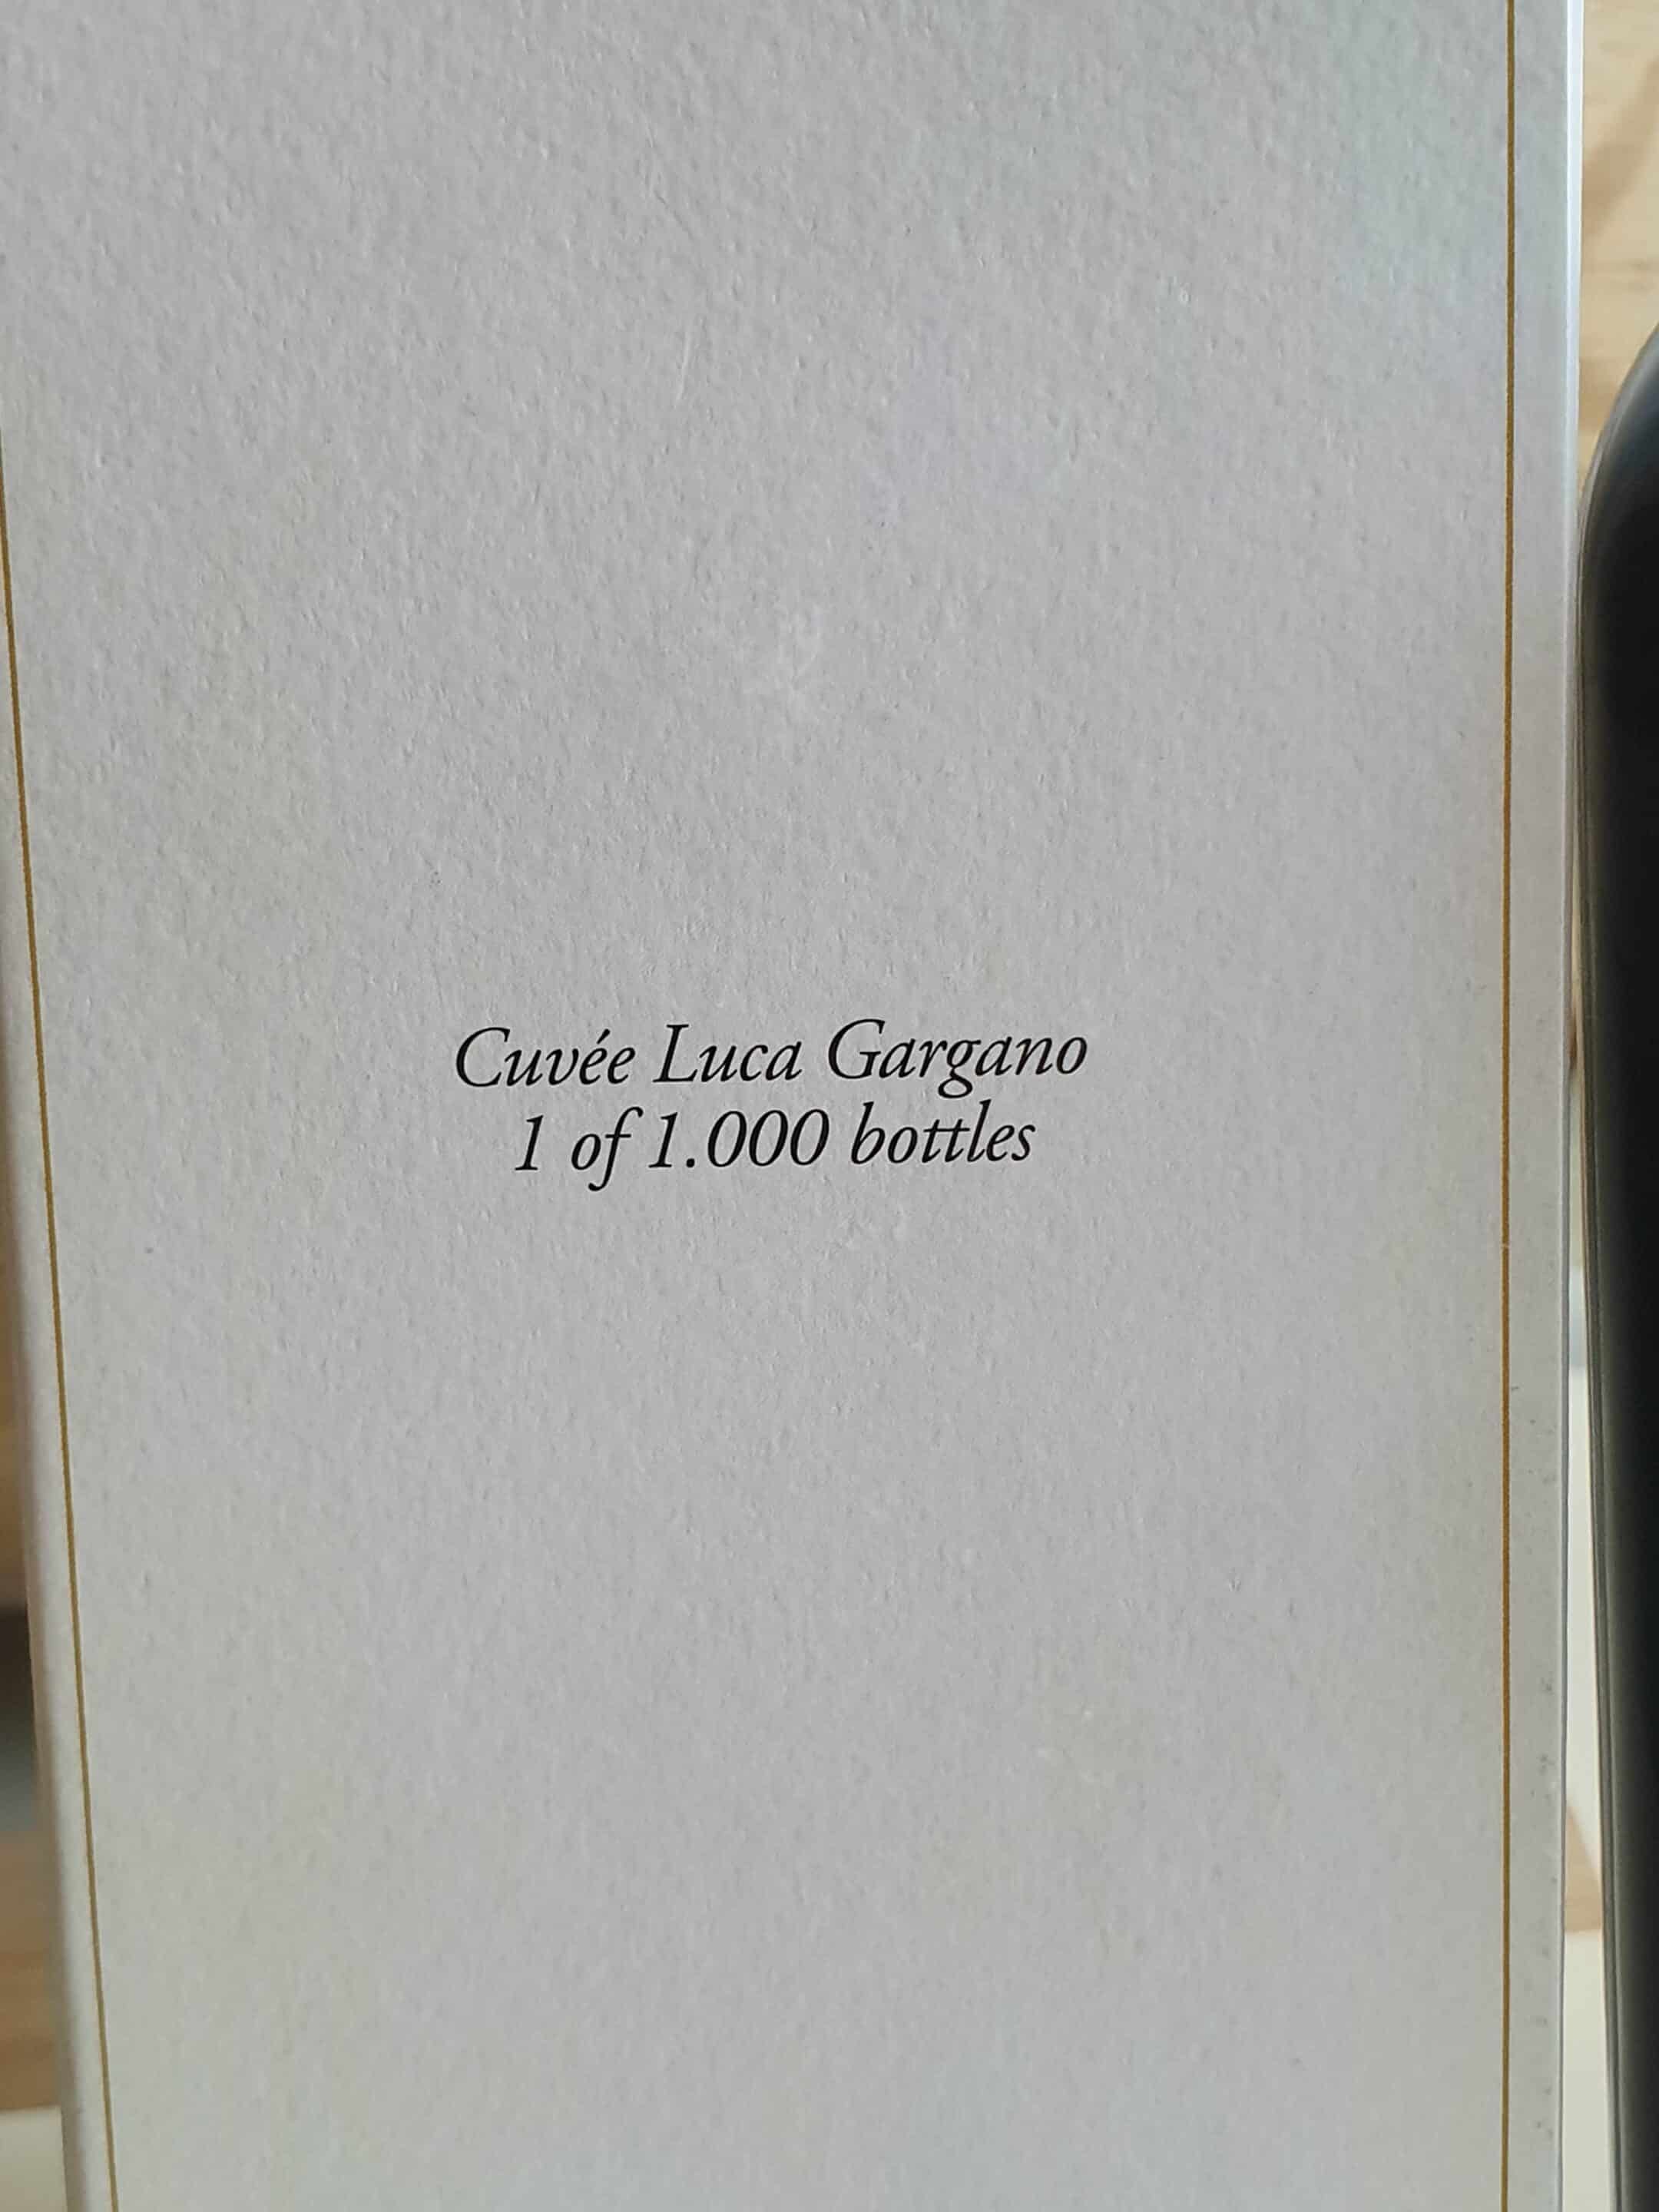 Cuvée Luca Gargano
1 of 1.000 bottles